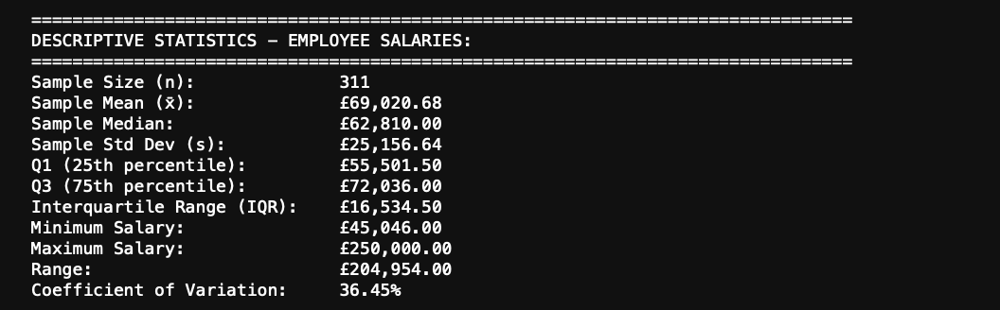 ================================================================================
DESCRIPTIVE STATISTICS – EMPLOYEE SALARIES:
================================================================================
Sample Size (n): 311
Sample Mean (x̄): £69,020.68
Sample Median: £62,810.00
Sample Std Dev (s): £25,156.64
Q1 (25th percentile): £55,501.50
Q3 (75th percentile): £72,036.00
Interquartile Range (IQR): £16,534.50
Minimum Salary: £45,046.00
Maximum Salary: £250,000.00
Range: £204,954.00
Coefficient of Variation: 36.45%